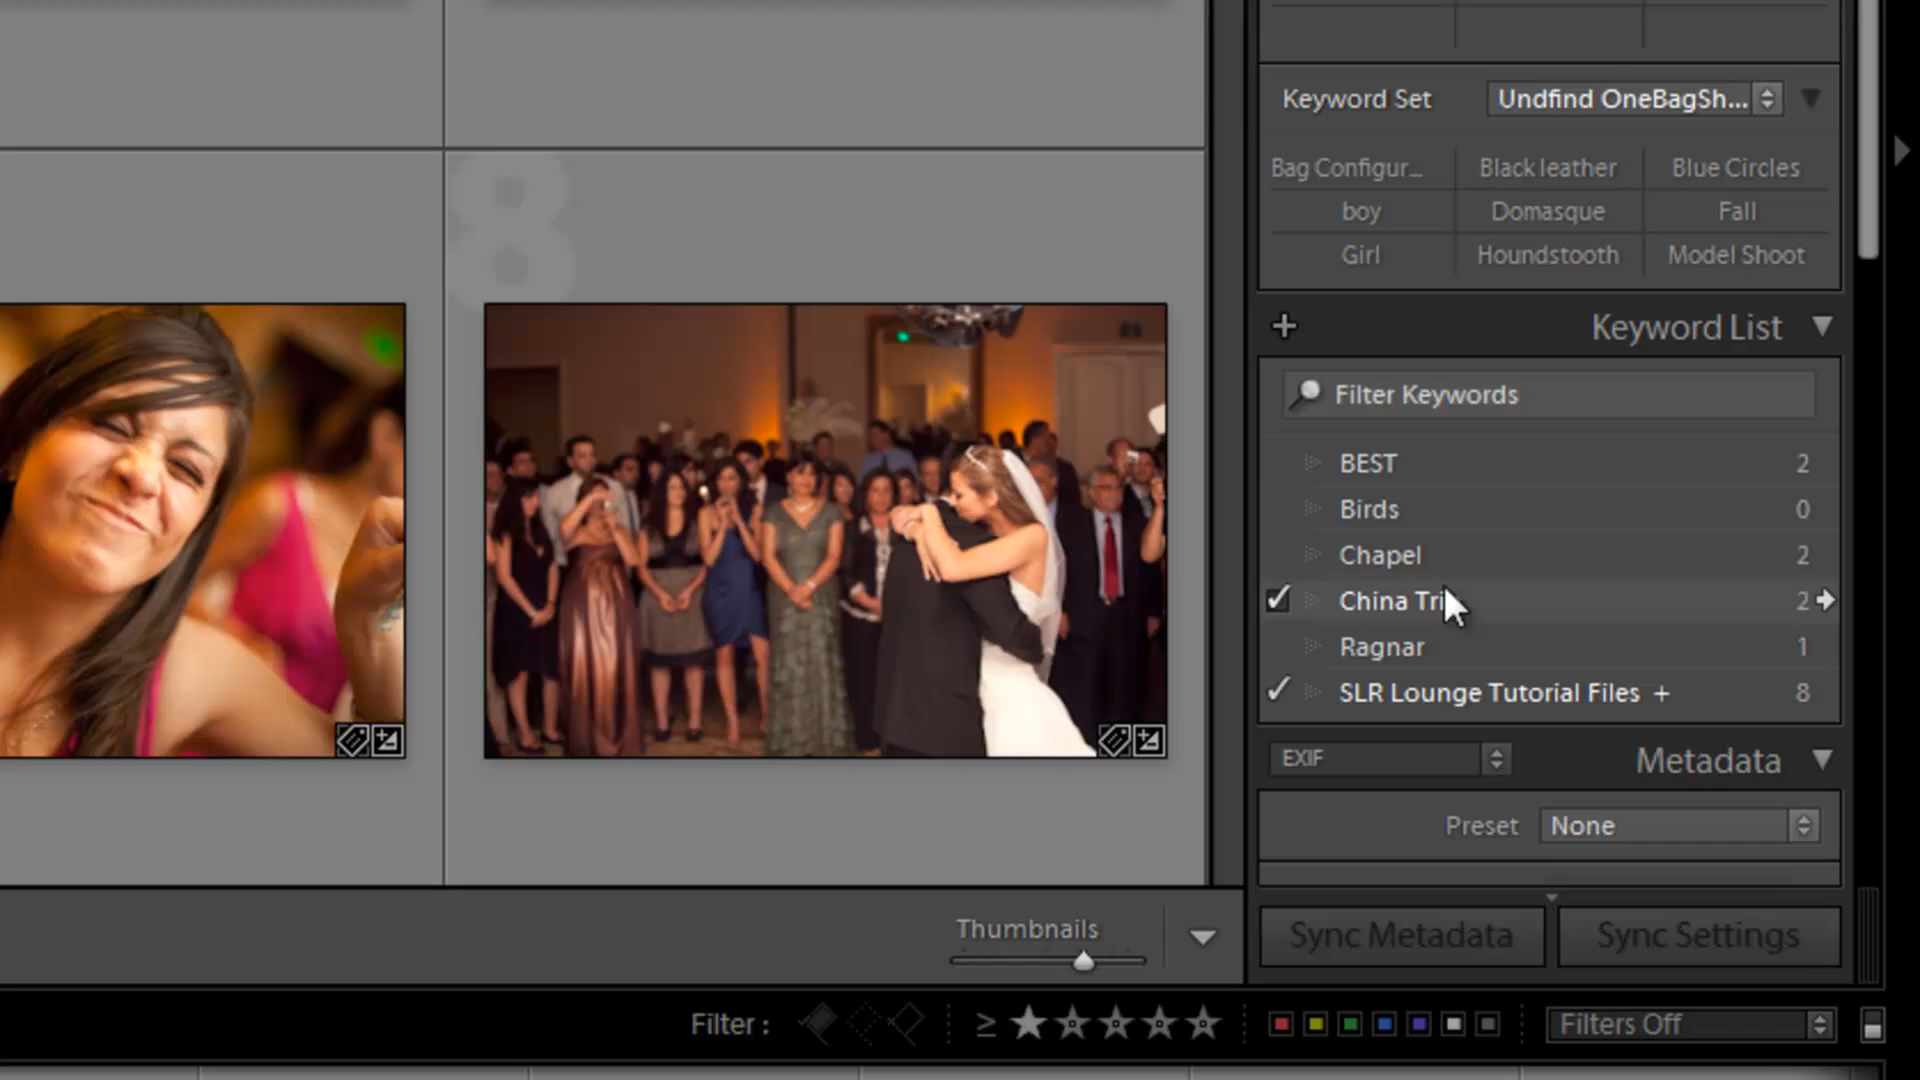 Keyword Set Undfind OneBagSh...
Bag Configur... Black leather Blue Circles
boy Domasque Fall
Girl Houndstooth Model Shoot
8
+ Keyword List
Filter Keywords
BEST 2
Birds 0
Chapel 2
China Tri 2
Ragnar 1
SLR Lounge Tutorial Files + 8
EXIF Metadata
Preset None
Thumbnails Sync Metadata Sync Settings
Filter : ≥ Filters Off